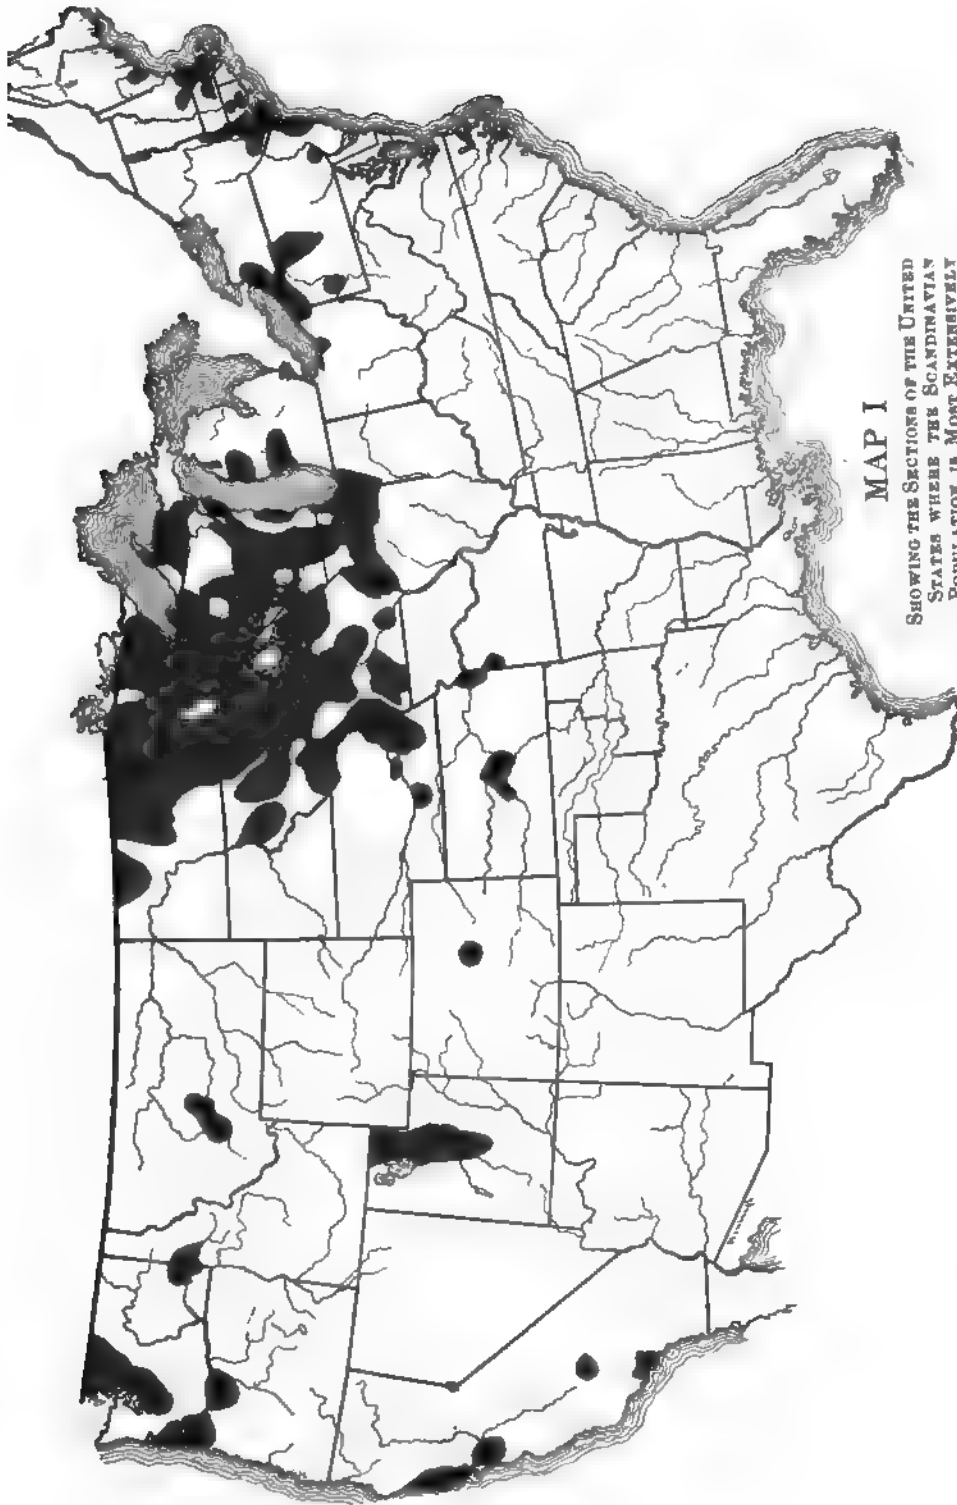 MAP I
SHOWING THE SECTIONS OF THE UNITED
STATES WHERE THE SCANDINAVIAN
POPULATION IS MOST EXTENSIVELY